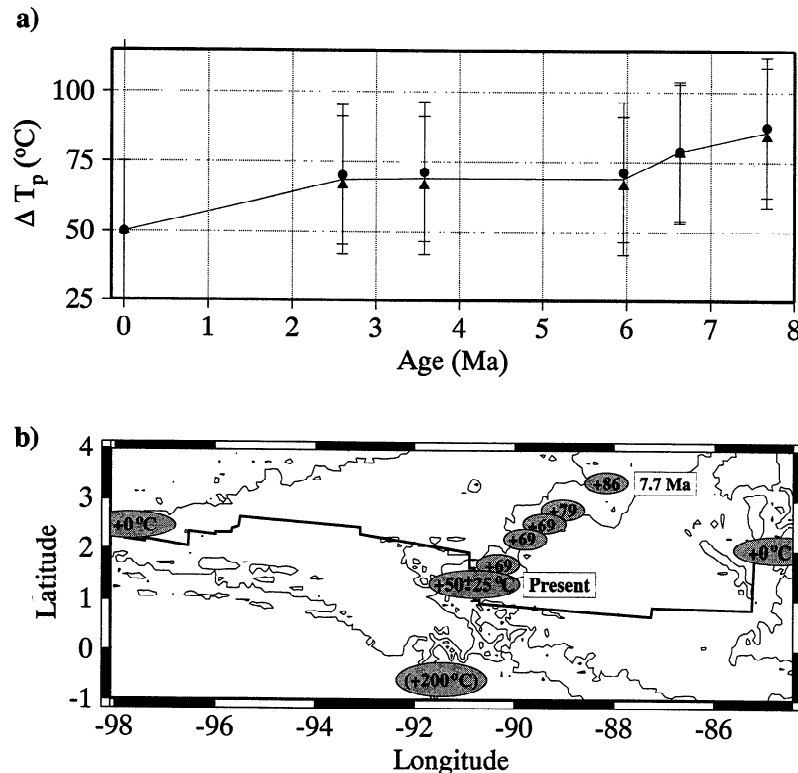 a)
100
75
50
25
Δ Tp (°C)
0 1 2 3 4 5 6 7 8
Age (Ma)
b)
4
3
2
1
0
-1
Latitude
+86 7.7 Ma
+79
+69
+69
+0°C
+0°C
+69
+50±25 °C Present
(+200°C)
-98 -96 -94 -92 -90 -88 -86
Longitude